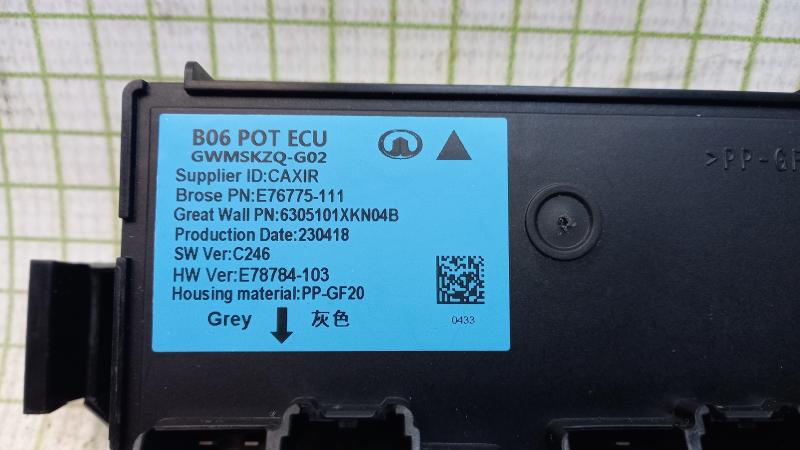 B06 POT ECU
GWMSKZQ-G02
Supplier ID:CAXIR
Brose PN:E76775-111
Great Wall PN:6305101XKN04B
Production Date:230418
SW Ver:C246
HW Ver:E78784-103
Housing material:PP-GF20
Grey 灰色
0433
>PP-GF